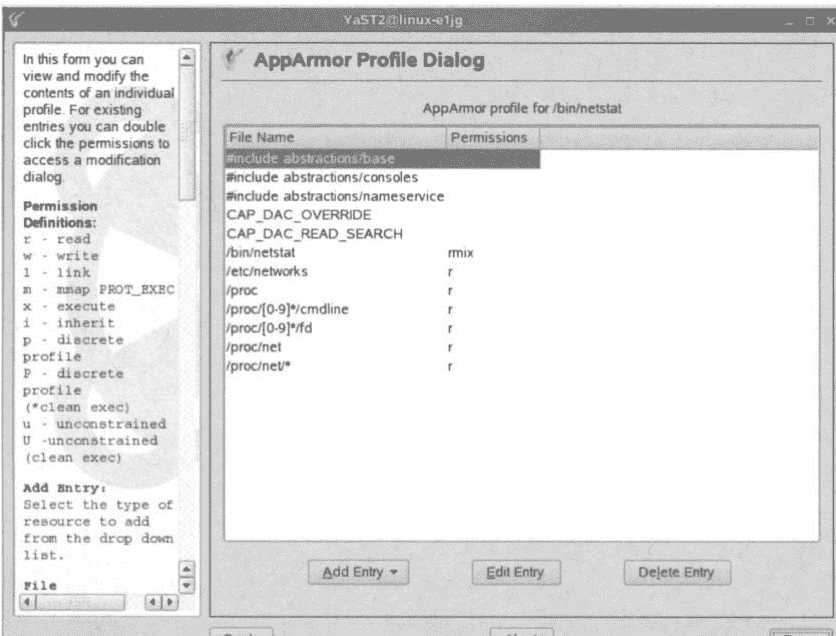 YaST2@linux-e1jg
In this form you can
view and modify the
contents of an individual
profile. For existing
entries you can double
click the permissions to
access a modification
dialog.
Permission
Definitions:
r - read
w - write
l - link
m - mmap PROT_EXEC
x - execute
i - inherit
p - discrete
profile
P - discrete
profile
(*clean exec)
u - unconstrained
U -unconstrained
(clean exec)
Add Entry:
Select the type of
resource to add
from the drop down
list.
File
AppArmor Profile Dialog
AppArmor profile for /bin/netstat
File Name Permissions
#include abstractions/base
#include abstractions/consoles
#include abstractions/nameservice
CAP_DAC_OVERRIDE
CAP_DAC_READ_SEARCH
/bin/netstat rmix
/etc/networks r
/proc r
/proc/[0-9]*/cmdline r
/proc/[0-9]*/fd r
/proc/net r
/proc/net/* r
Add Entry
Edit Entry
Delete Entry